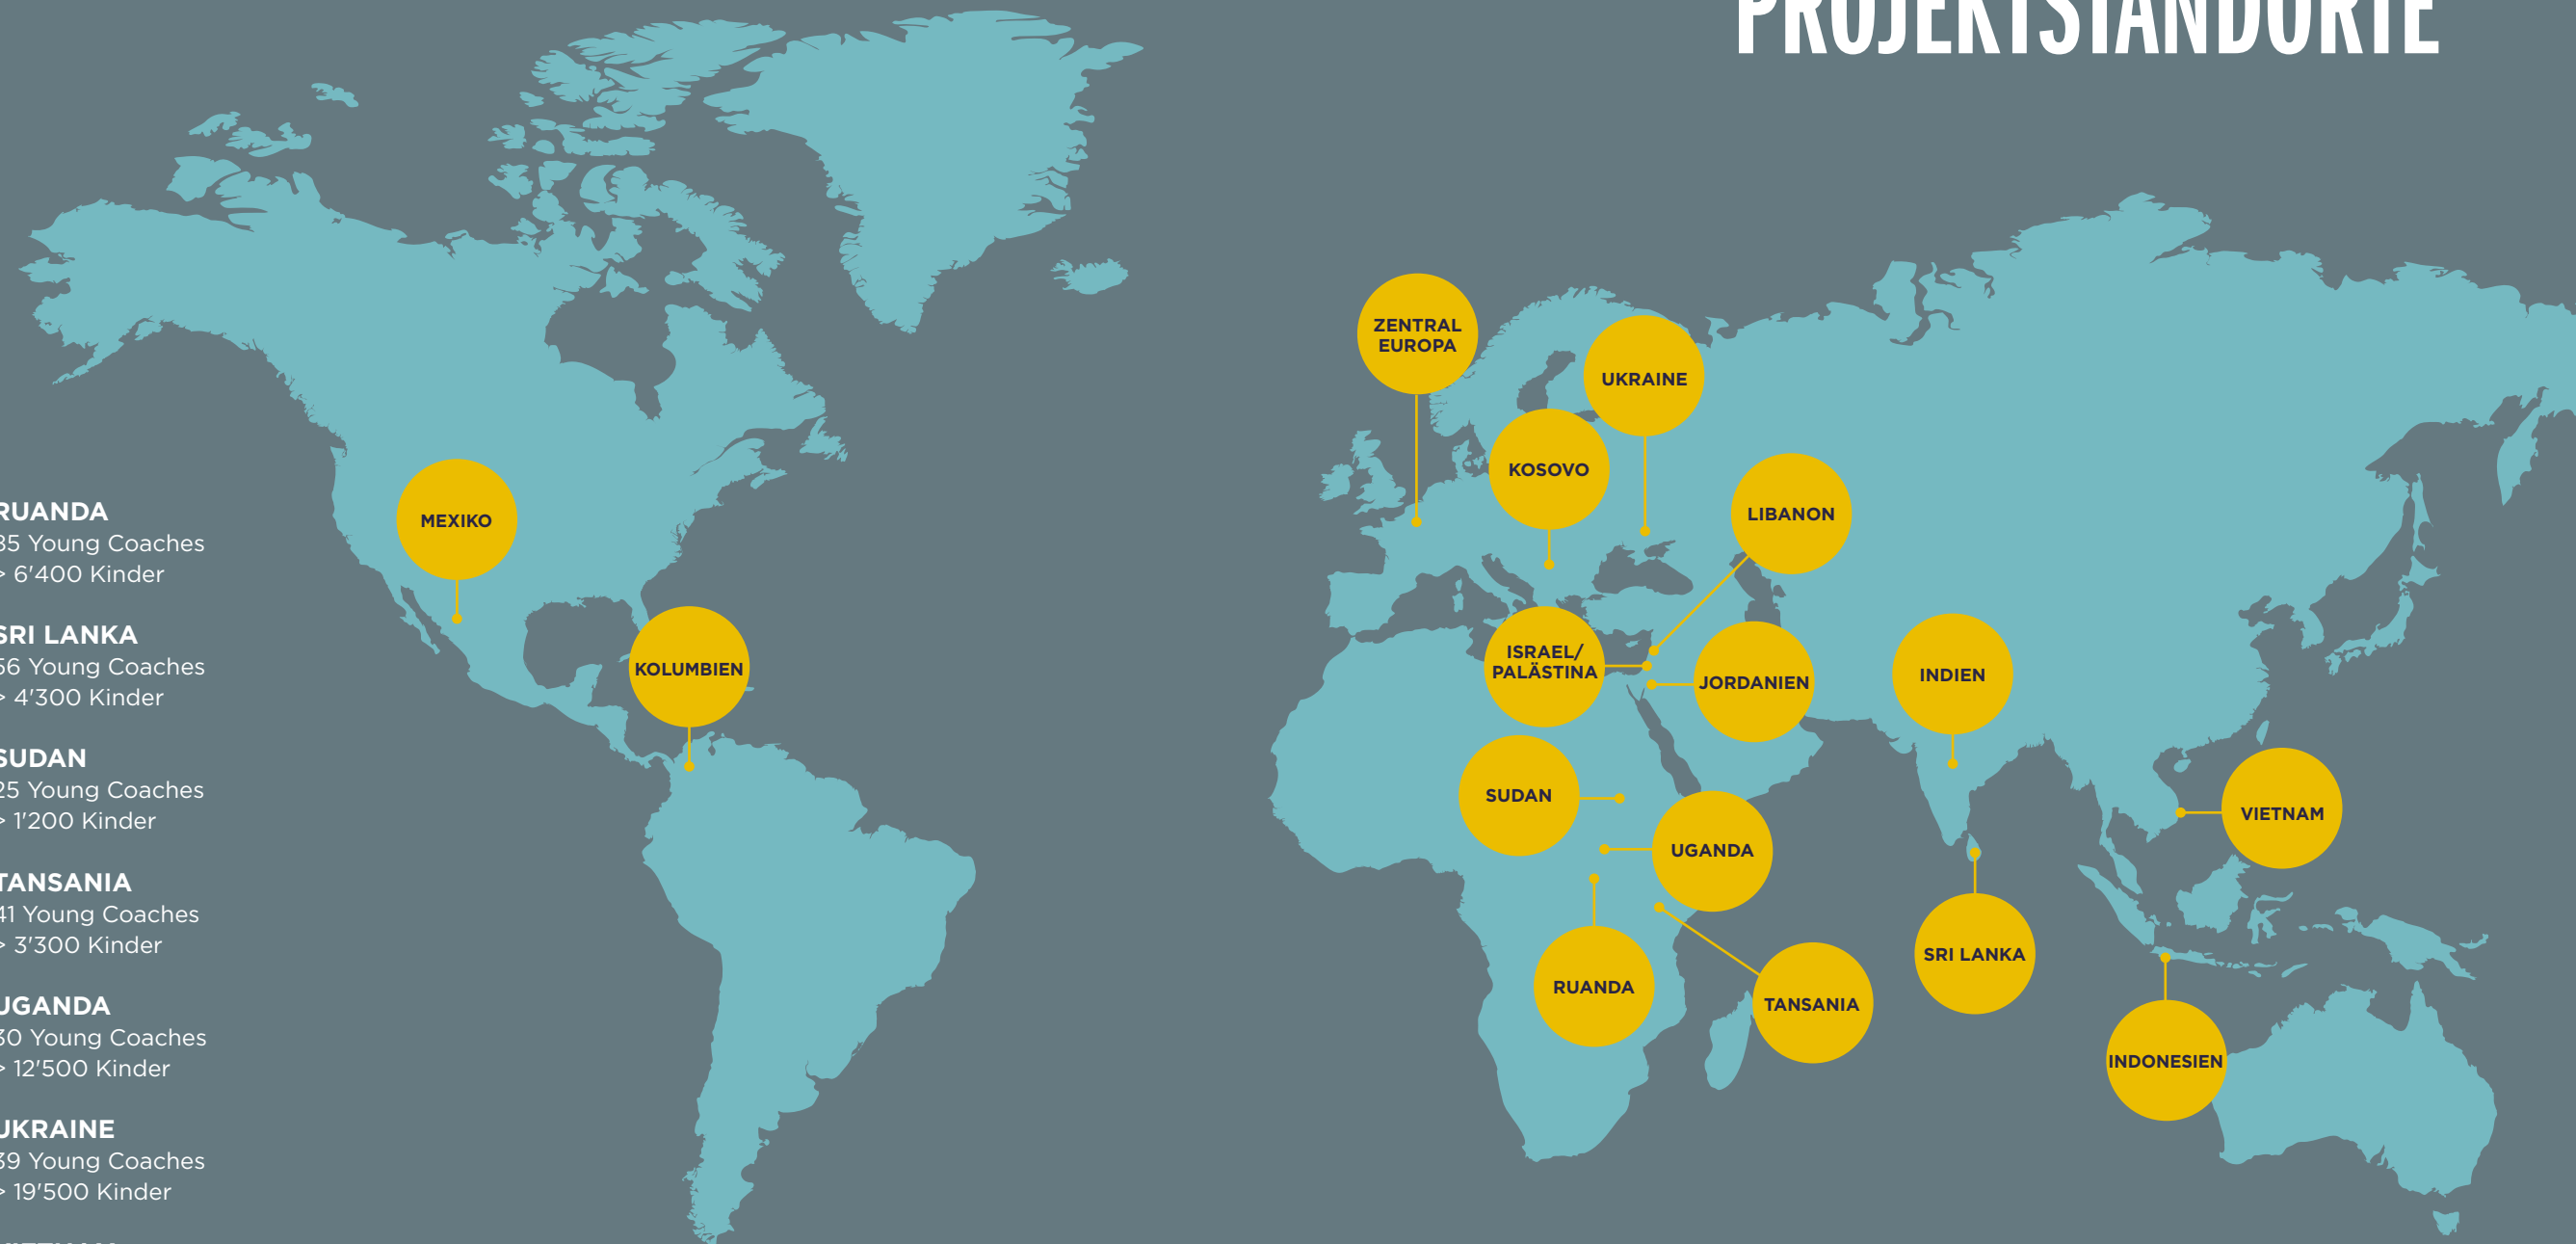 PROJEKTSTANDORTE
RUANDA
35 Young Coaches
> 6'400 Kinder
SRI LANKA
56 Young Coaches
> 4'300 Kinder
SUDAN
25 Young Coaches
> 1'200 Kinder
TANSANIA
41 Young Coaches
> 3'300 Kinder
UGANDA
30 Young Coaches
> 12'500 Kinder
UKRAINE
39 Young Coaches
> 19'500 Kinder
MEXIKO
KOLUMBIEN
ZENTRAL
EUROPA
UKRAINE
KOSOVO
LIBANON
ISRAEL/
PALÄSTINA
JORDANIEN
INDIEN
SUDAN
UGANDA
VIETNAM
RUANDA
TANSANIA
SRI LANKA
INDONESIEN